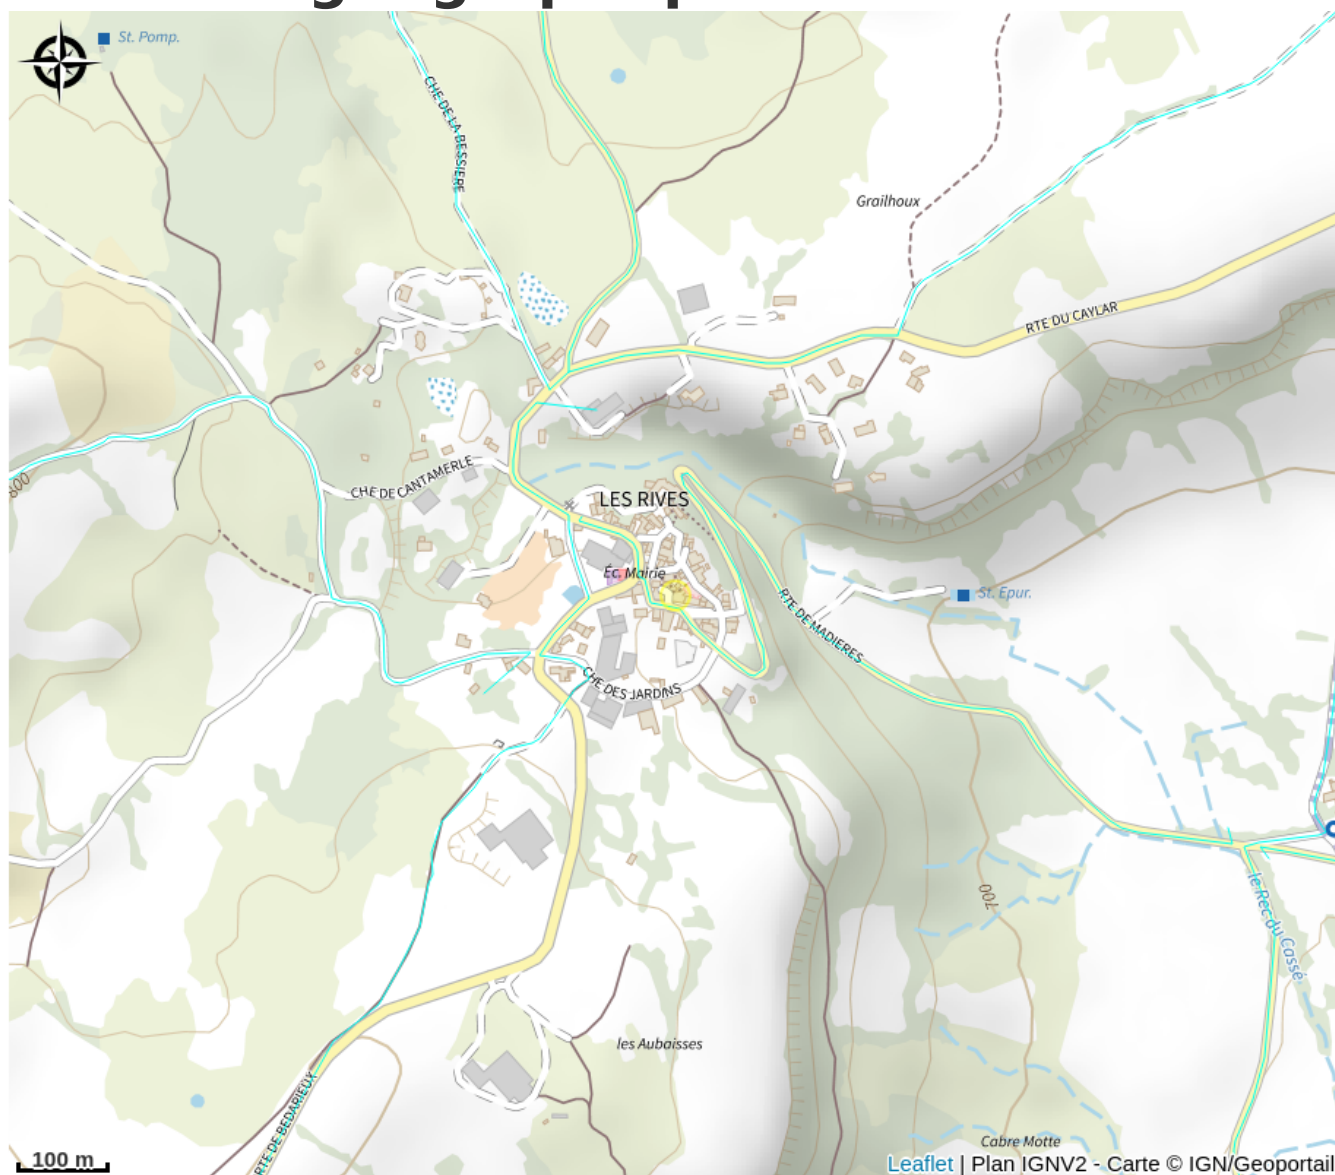 St. Pomp.
CHE DE LA BESSIERE
Grailhoux
RTE DU CAYLAR
800
CHE DE CANTAMERLE
LES RIVES
Éc. Mairie
St. Epur.
RTE DE MADIERES
CHE DES JARDINS
700
le Rec du Cassé
les Aubaisses
RTE DE BEDARIEUX
Cabre Motte
100 m
Leaflet | Plan IGNV2 - Carte © IGN/Geoportail